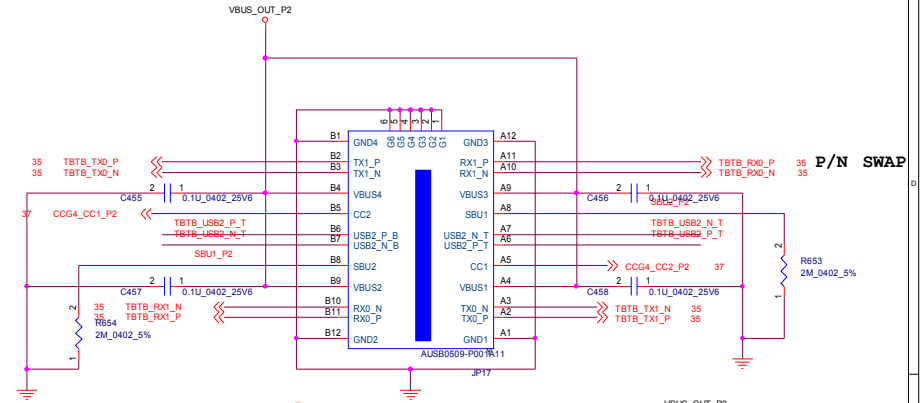 VBUS_OUT_P2
6 5 4 3 2 1
B1 GND4 G6 G5 G4 G3 G2 G1 GND3 A12
35 TBTB_TX0_P B2 TX1_P RX1_P A11 TBTB_RX0_P 35 P/N SWAP
35 TBTB_TX0_N B3 TX1_N RX1_N A10 TBTB_RX0_N 35
C455 2 1 0.1U_0402_25V6 B4 VBUS4 VBUS3 A9 C456 2 1 0.1U_0402_25V6 D
SBU2_P2
37 CCG4_CC1_P2 B5 CC2 SBU1 A8
TBTB_USB2_P_T B6 USB2_P_B USB2_N_T A7 TBTB_USB2_N_T
TBTB_USB2_N_T B7 USB2_N_B USB2_P_T A6 TBTB_USB2_P_T
SBU1_P2 B8 SBU2 CC1 A5 CCG4_CC2_P2 37
2 R653 2M_0402_5% 1
C457 2 1 0.1U_0402_25V6 B9 VBUS2 VBUS1 A4 C458 2 1 0.1U_0402_25V6
35 TBTB_RX1_N B10 RX0_N TX0_N A3 TBTB_TX1_N 35
35 TBTB_RX1_P B11 RX0_P TX0_P A2 TBTB_TX1_P 35
2 R654 2M_0402_5% 1
B12 GND2 GND1 A1
AUSB0509-P001A11
JP17
VBUS_OUT_P2